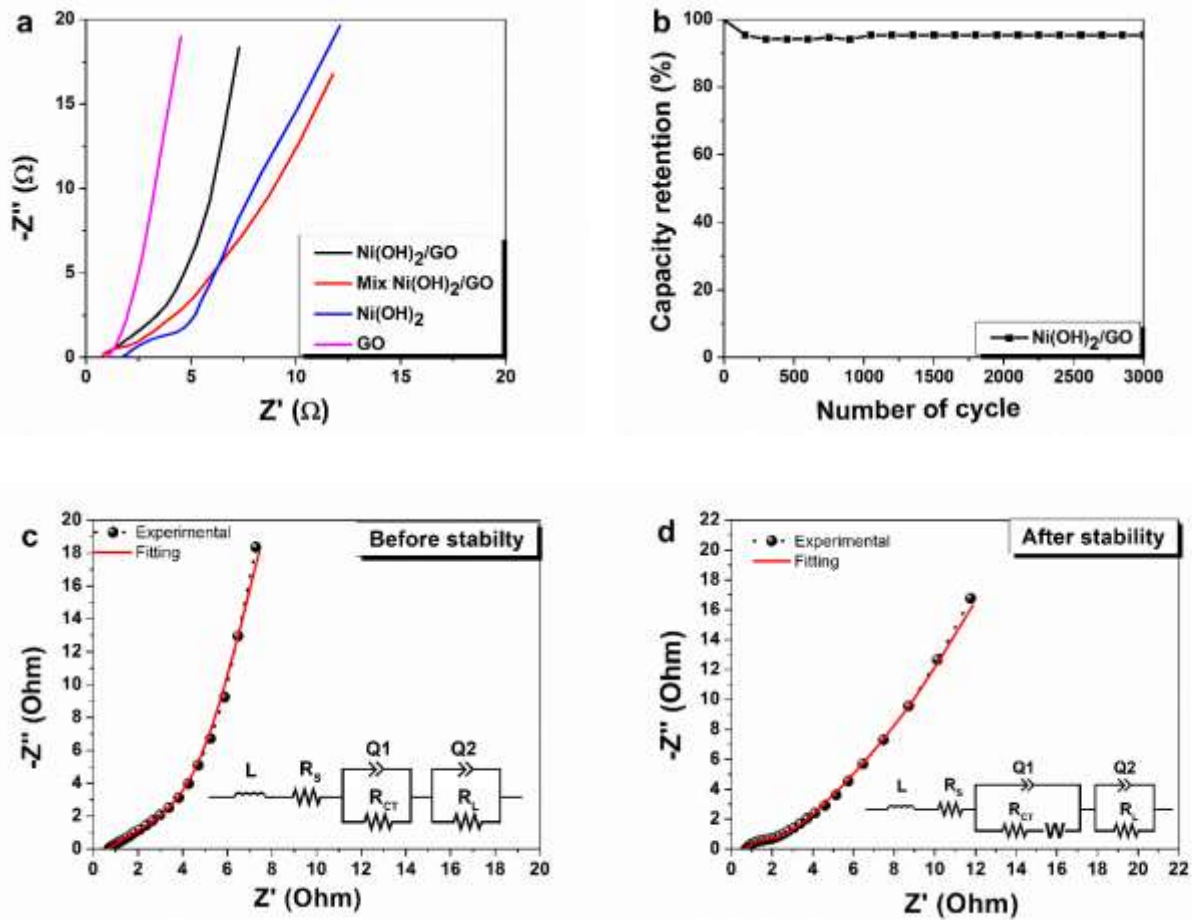 a
20
15
10
5
0
-Z'' (Ω)
Ni(OH)2/GO
Mix Ni(OH)2/GO
Ni(OH)2
GO
0 5 10 15 20
Z' (Ω)
b
100
80
60
40
20
0
Capacity retention (%)
Ni(OH)2/GO
0 500 1000 1500 2000 2500 3000
Number of cycle
c
20
18
16
14
12
10
8
6
4
2
0
-Z'' (Ohm)
Experimental
Fitting
Before stabilty
L
RS
Q1
RCT
Q2
RL
0 2 4 6 8 10 12 14 16 18 20
Z' (Ohm)
d
22
20
18
16
14
12
10
8
6
4
2
0
-Z'' (Ohm)
Experimental
Fitting
After stability
L
RS
Q1
RCT
W
Q2
RL
0 2 4 6 8 10 12 14 16 18 20 22
Z' (Ohm)